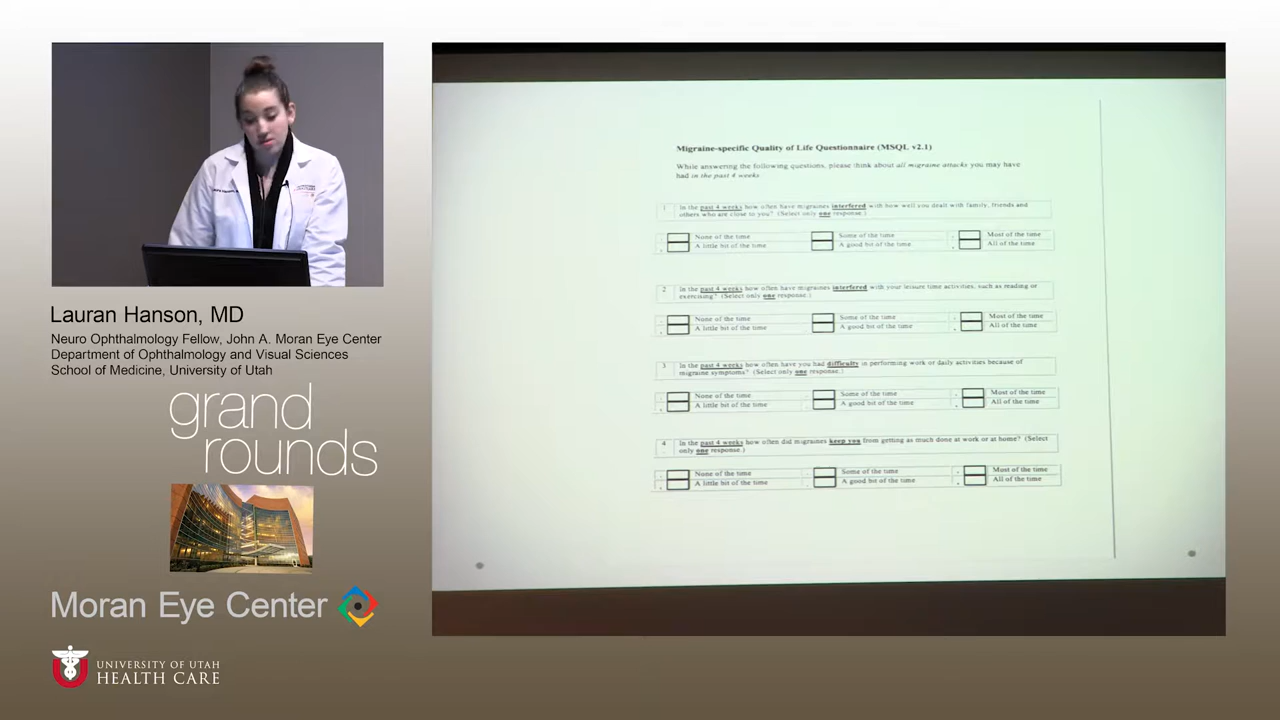 Lauran Hanson, MD
Neuro Ophthalmology Fellow, John A. Moran Eye Center
Department of Ophthalmology and Visual Sciences
School of Medicine, University of Utah
grand
rounds
Moran Eye Center
UNIVERSITY OF UTAH
HEALTH CARE
Migraine-specific Quality of Life Questionnaire (MSQL v2.1)
While answering the following questions, please think about all migraine attacks you may have
had in the past 4 weeks
1 In the past 4 weeks how often have migraines interfered with how well you dealt with family, friends and
others who are close to you? (Select only one response.)
None of the time Some of the time Most of the time
A little bit of the time A good bit of the time All of the time
2 In the past 4 weeks how often have migraines interfered with your leisure time activities, such as reading or
exercising? (Select only one response.)
None of the time Some of the time Most of the time
A little bit of the time A good bit of the time All of the time
3 In the past 4 weeks how often have you had difficulty in performing work or daily activities because of
migraine symptoms? (Select only one response.)
None of the time Some of the time Most of the time
A little bit of the time A good bit of the time All of the time
4 In the past 4 weeks how often did migraines keep you from getting as much done at work or at home? (Select
only one response.)
None of the time Some of the time Most of the time
A little bit of the time A good bit of the time All of the time